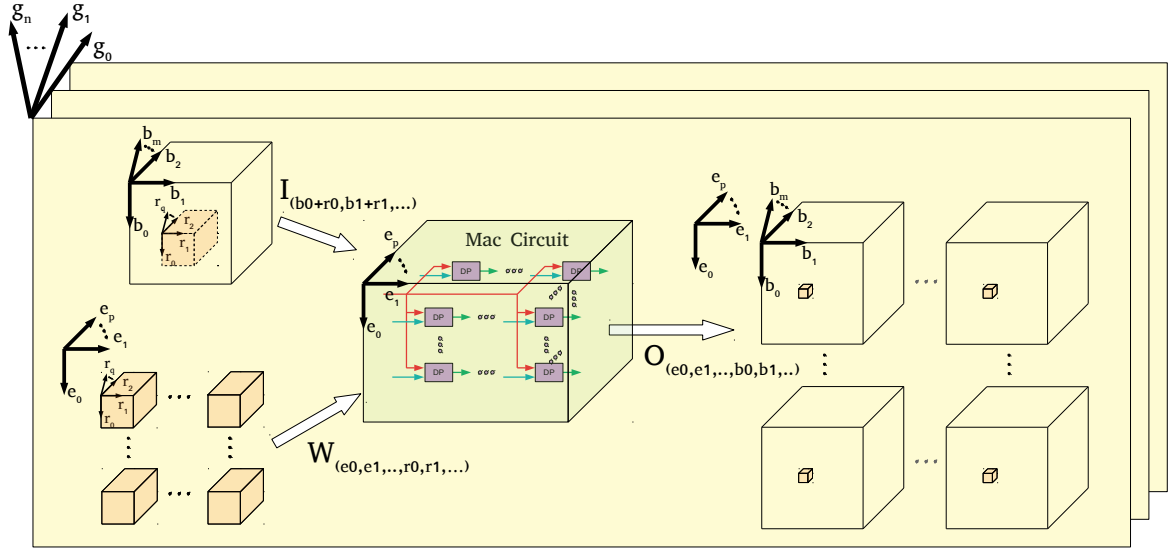 g_n
g_1
...
g_0
b_m
b_2
b_1
b_0
r_q
r_2
r_1
r_0
I_(b0+r0,b1+r1,...)
e_p
e_1
e_0
r_q
r_2
r_1
r_0
W_(e0,e1,..,r0,r1,...)
Mac Circuit
e_p
e_1
e_0
DP
DP
DP
DP
DP
DP
O_(e0,e1,..,b0,b1,..)
e_p
e_1
e_0
b_m
b_2
b_1
b_0